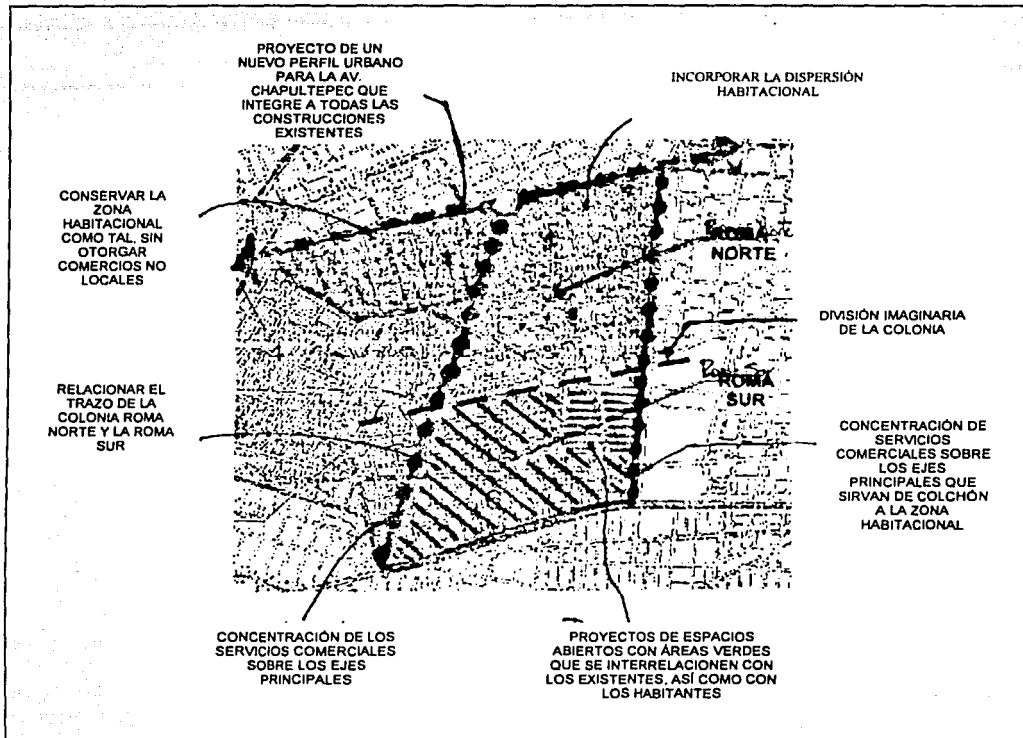 PROYECTO DE UN
NUEVO PERFIL URBANO
PARA LA AV.
CHAPULTEPEC QUE
INTEGRE A TODAS LAS
CONSTRUCCIONES
EXISTENTES
INCORPORAR LA DISPERSIÓN
HABITACIONAL
CONSERVAR LA
ZONA
HABITACIONAL
COMO TAL, SIN
OTORGAR
COMERCIOS NO
LOCALES
ROMA
NORTE
DIVISIÓN IMAGINARIA
DE LA COLONIA
RELACIONAR EL
TRAZO DE LA
COLONIA ROMA
NORTE Y LA ROMA
SUR
ROMA
SUR
CONCENTRACIÓN DE
SERVICIOS
COMERCIALES SOBRE
LOS EJES
PRINCIPALES QUE
SIRVAN DE COLCHÓN
A LA ZONA
HABITACIONAL
CONCENTRACIÓN DE LOS
SERVICIOS COMERCIALES
SOBRE LOS EJES
PRINCIPALES
PROYECTOS DE ESPACIOS
ABIERTOS CON ÁREAS VERDES
QUE SE INTERRELACIONEN CON
LOS EXISTENTES, ASÍ COMO CON
LOS HABITANTES